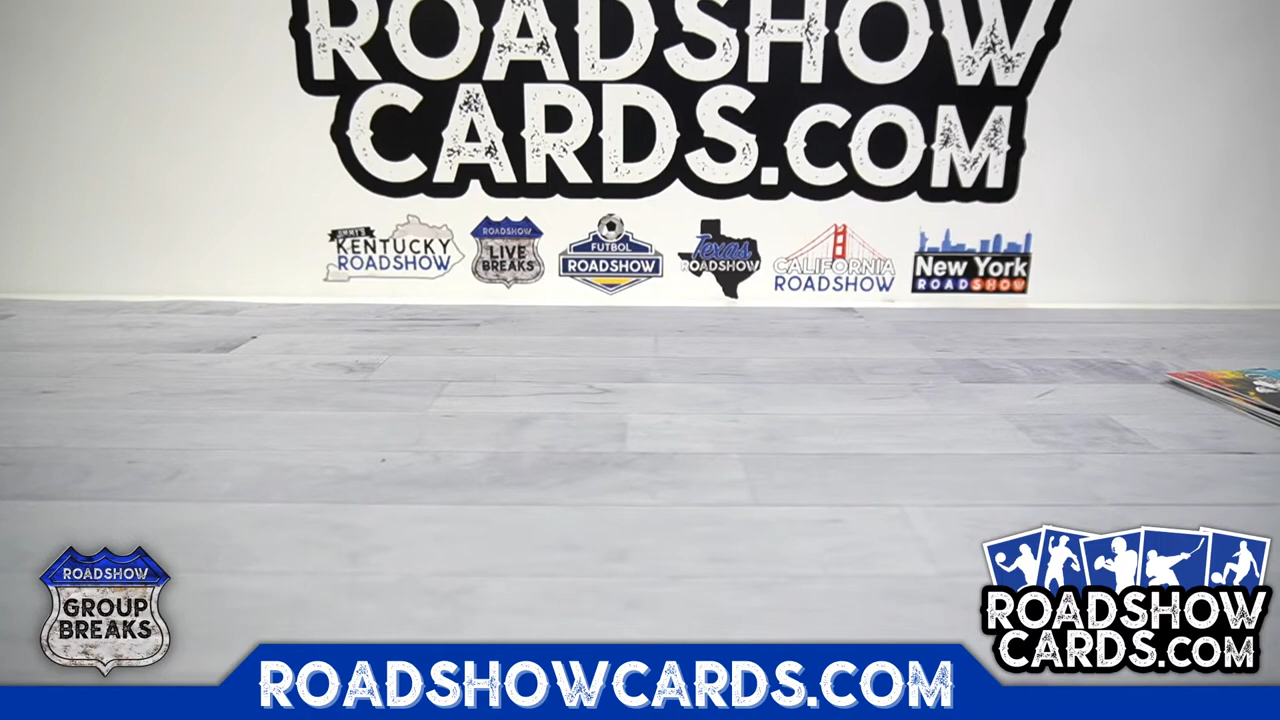 ROADSHOW
CARDS.COM
JIMMY'S
KENTUCKY
ROADSHOW
ROADSHOW
LIVE
BREAKS
FUTBOL
ROADSHOW
Texas
ROADSHOW
CALIFORNIA
ROADSHOW
New York
ROADSHOW
ROADSHOW
GROUP
BREAKS
ROADSHOW
CARDS.COM
ROADSHOWCARDS.COM